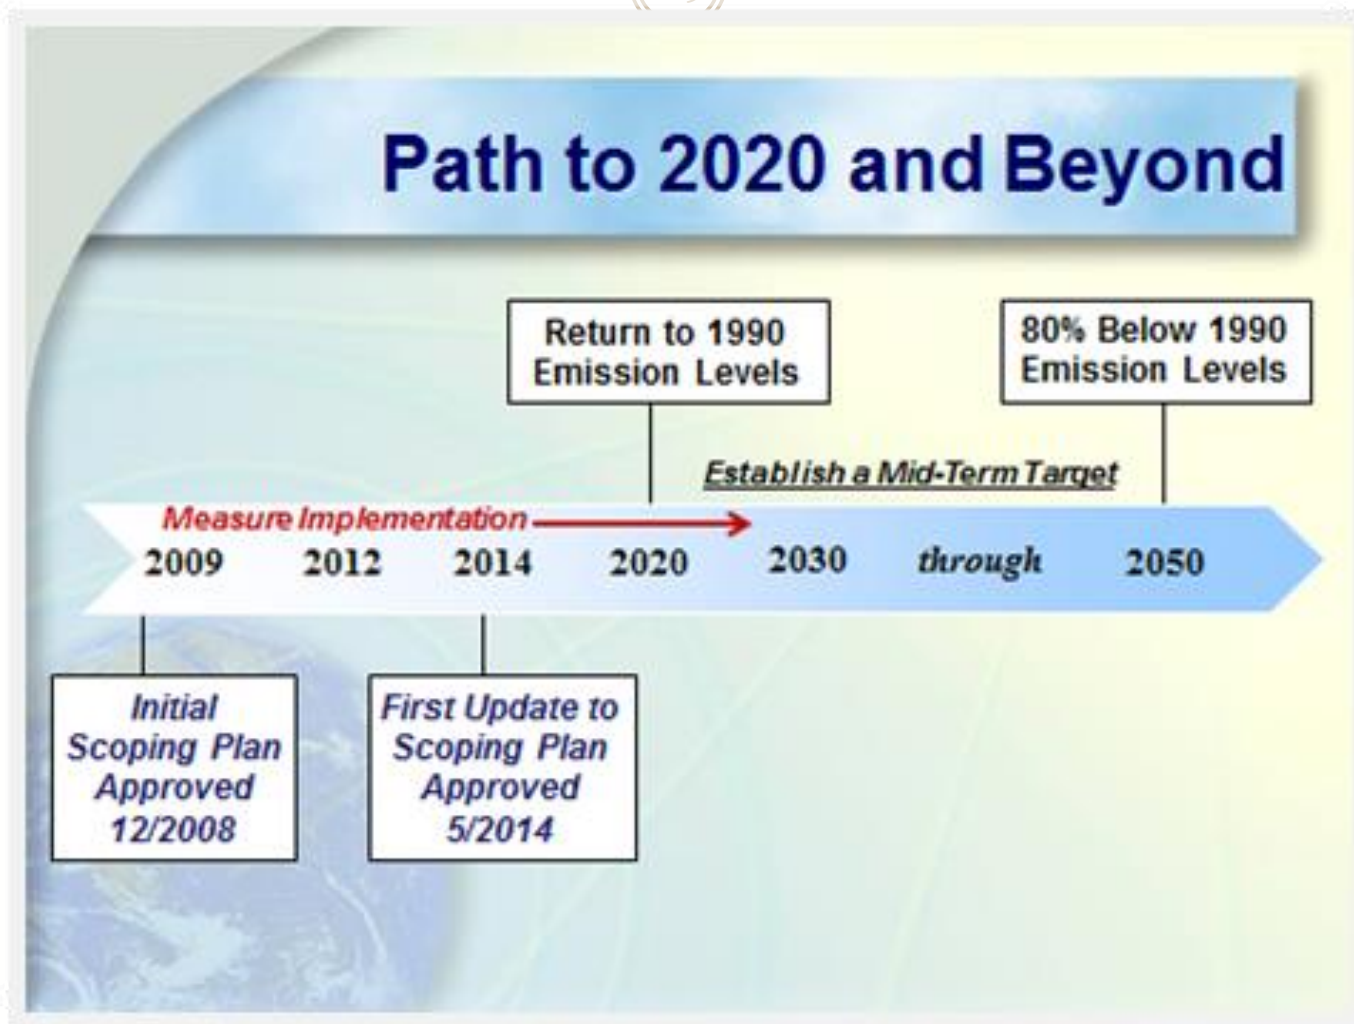 Path to 2020 and Beyond
Return to 1990
Emission Levels
80% Below 1990
Emission Levels
Establish a Mid-Term Target
Measure Implementation
2009 2012 2014 2020 2030 through 2050
Initial
Scoping Plan
Approved
12/2008
First Update to
Scoping Plan
Approved
5/2014